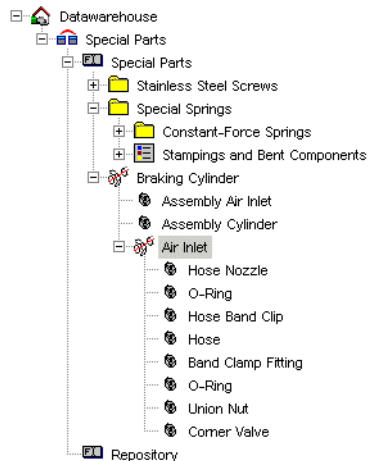 Datawarehouse
Special Parts
Special Parts
Stainless Steel Screws
Special Springs
Constant-Force Springs
Stampings and Bent Components
Braking Cylinder
Assembly Air Inlet
Assembly Cylinder
Air Inlet
Hose Nozzle
O-Ring
Hose Band Clip
Hose
Band Clamp Fitting
O-Ring
Union Nut
Corner Valve
Repository